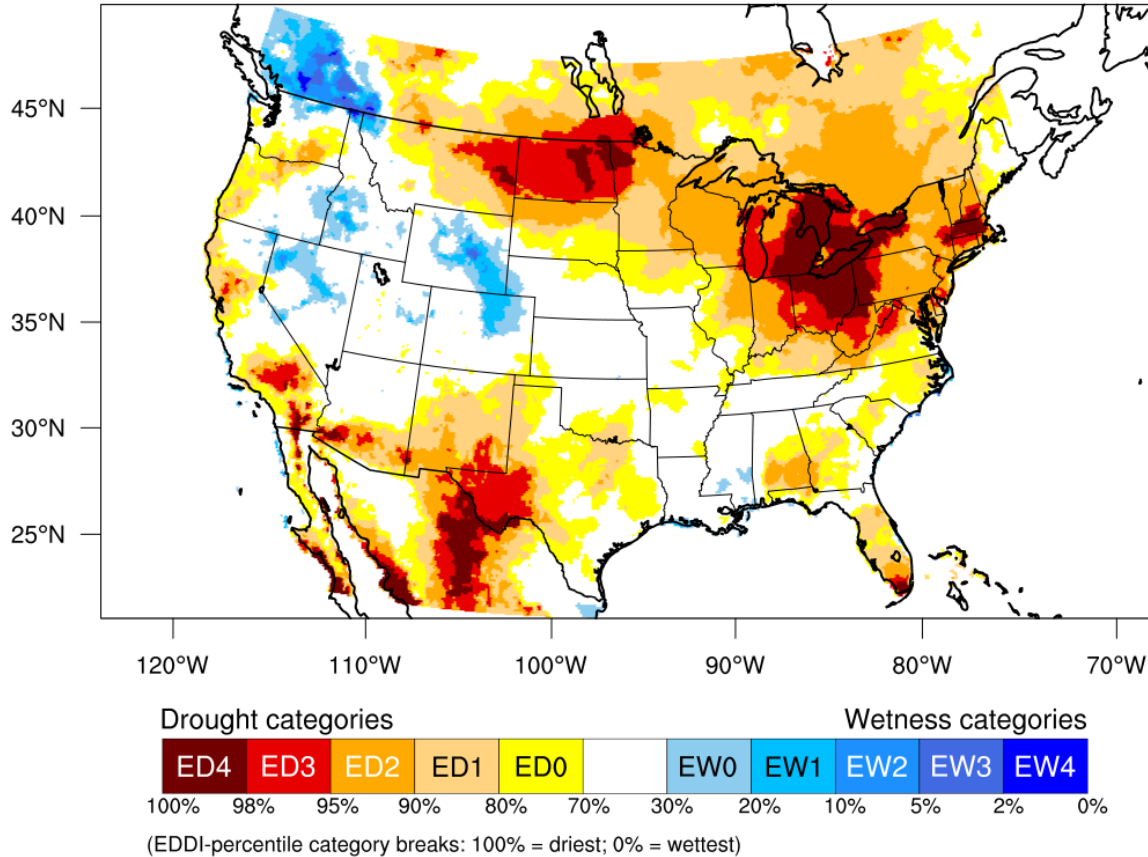 45°N
40°N
35°N
30°N
25°N
120°W 110°W 100°W 90°W 80°W 70°W
Drought categories Wetness categories
ED4 ED3 ED2 ED1 ED0 EW0 EW1 EW2 EW3 EW4
100% 98% 95% 90% 80% 70% 30% 20% 10% 5% 2% 0%
(EDDI-percentile category breaks: 100% = driest; 0% = wettest)